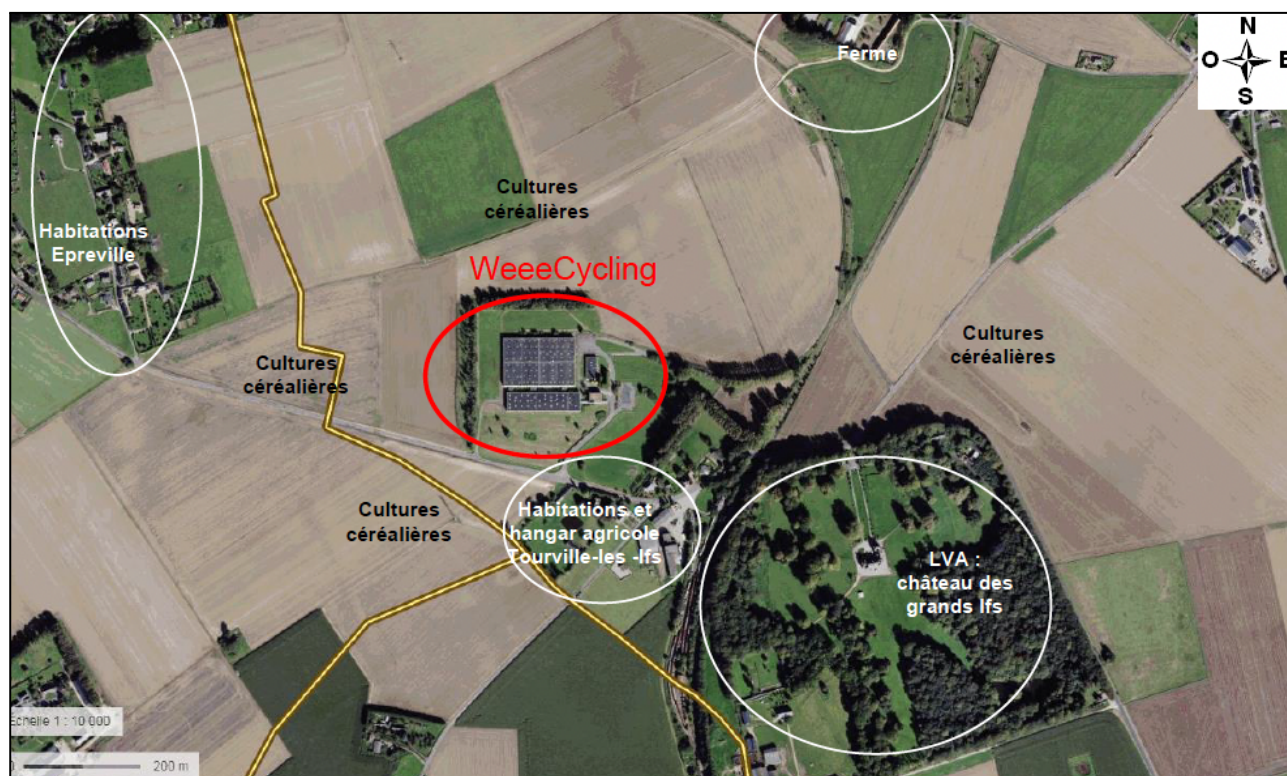 Ferme
N
O
E
S
Cultures
céréalières
Habitations
Epreville
WeeeCycling
Cultures
céréalières
Cultures
céréalières
Cultures
céréalières
Habitations et
hangar agricole
Tourville-les -Ifs
LVA :
château des
grands Ifs
Echelle 1 : 10 000
0
200 m